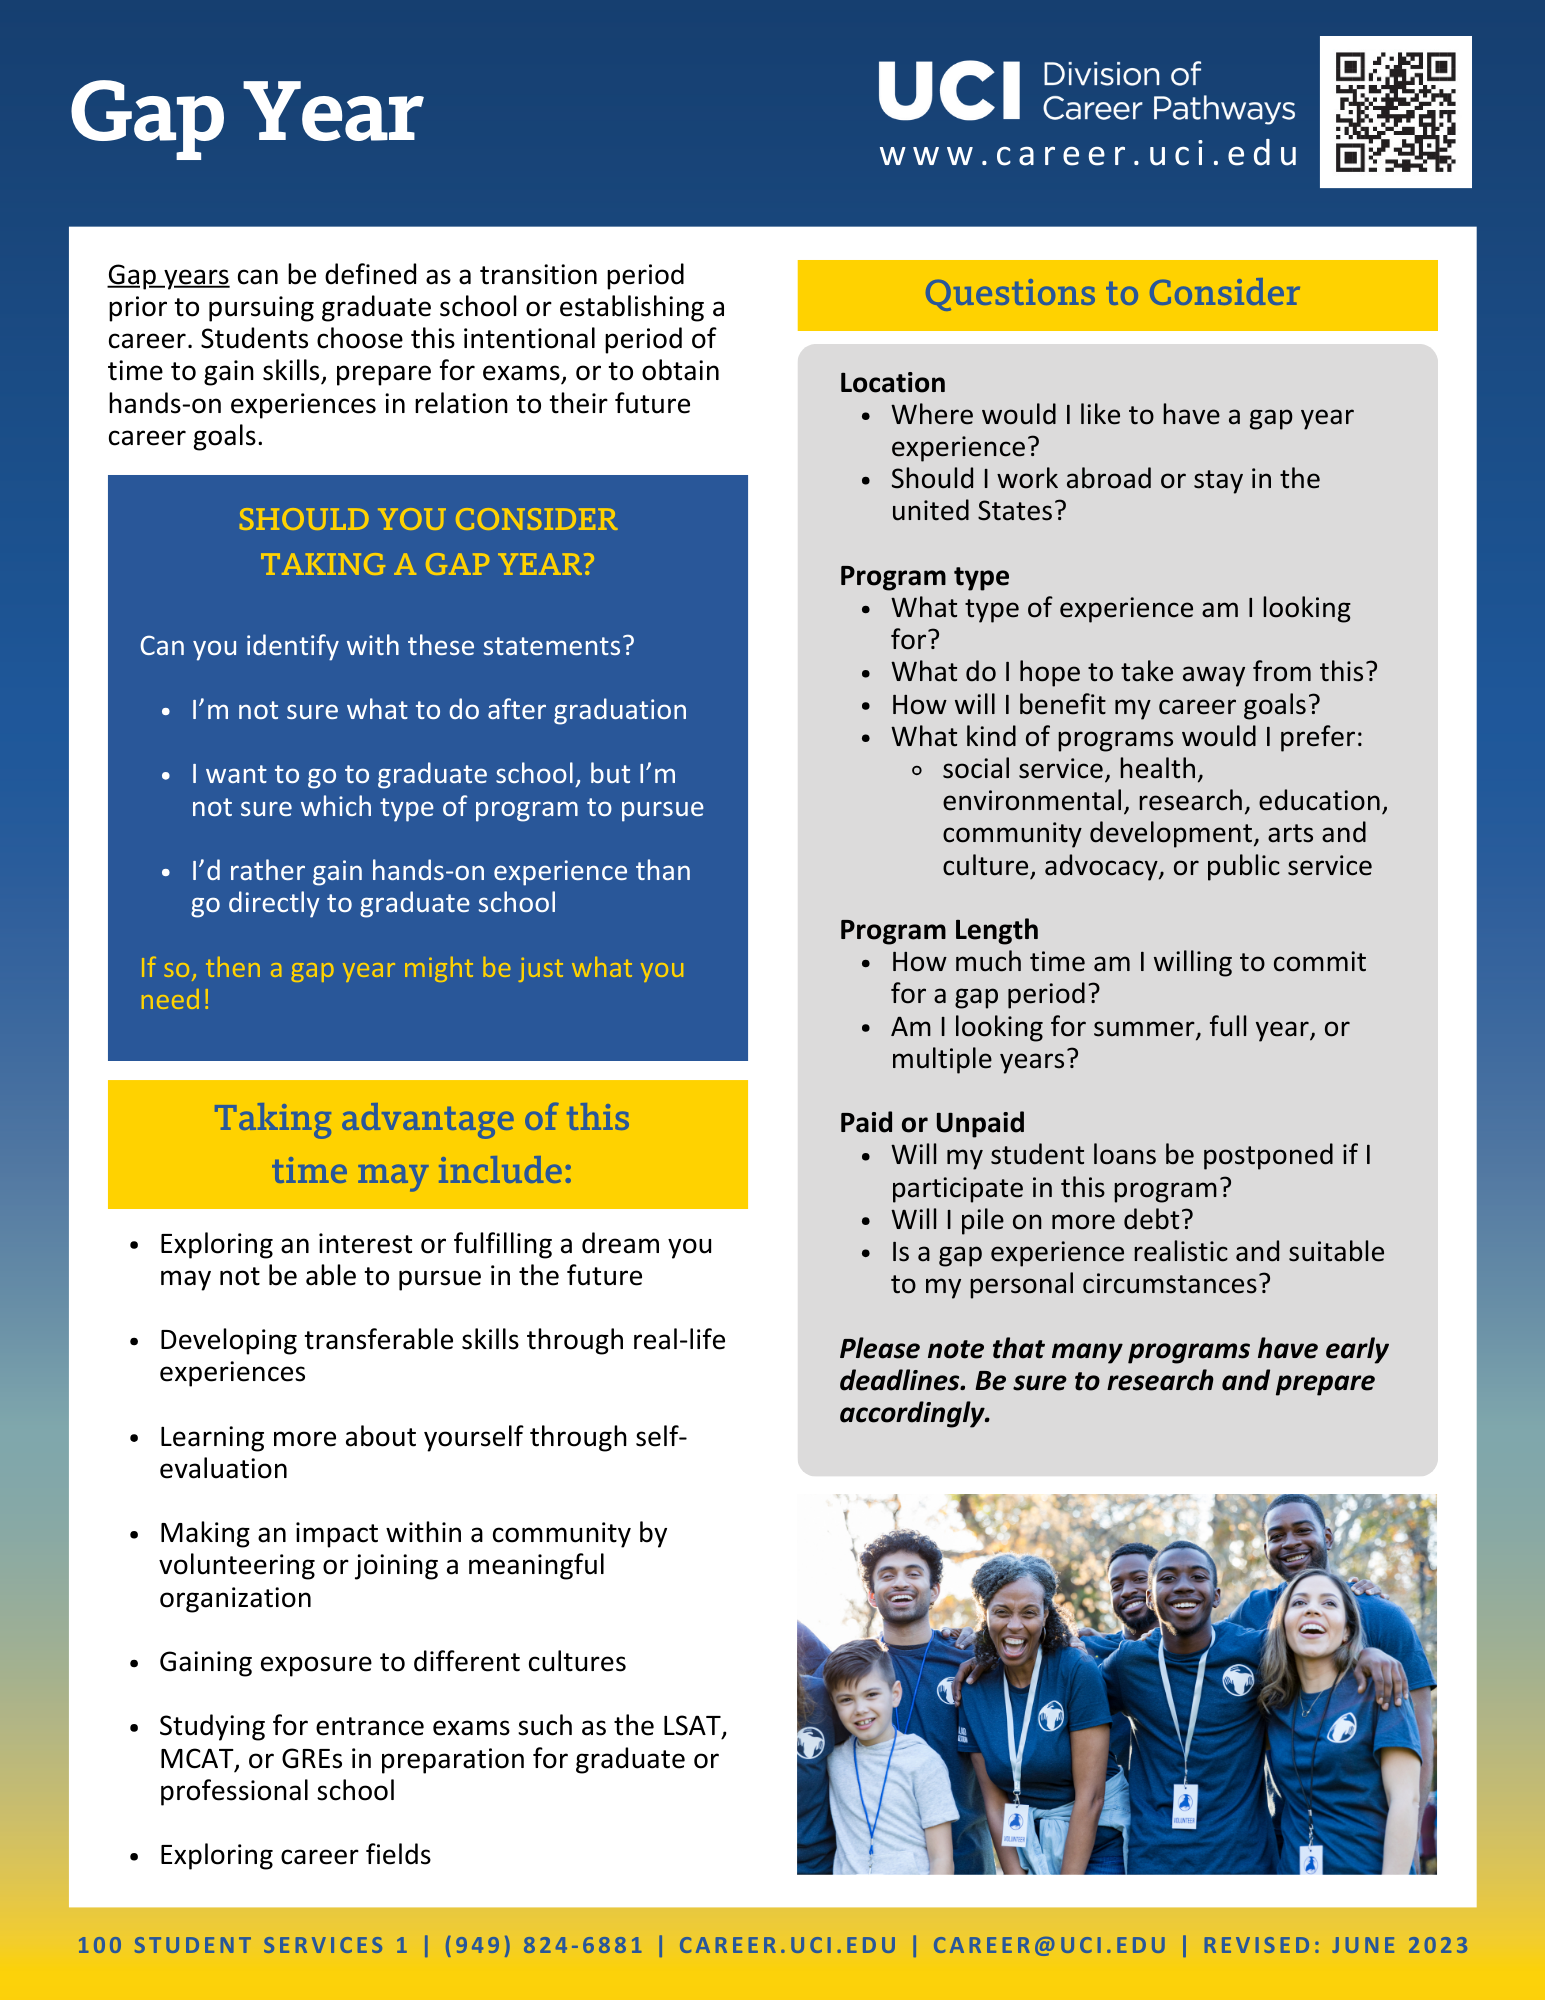 Gap Year
UCI Division of
Career Pathways
www.career.uci.edu
Gap years can be defined as a transition period
prior to pursuing graduate school or establishing a
career. Students choose this intentional period of
time to gain skills, prepare for exams, or to obtain
hands-on experiences in relation to their future
career goals.
SHOULD YOU CONSIDER
TAKING A GAP YEAR?
Can you identify with these statements?
• I'm not sure what to do after graduation
• I want to go to graduate school, but I'm
not sure which type of program to pursue
• I'd rather gain hands-on experience than
go directly to graduate school
If so, then a gap year might be just what you
need!
Taking advantage of this
time may include:
• Exploring an interest or fulfilling a dream you
may not be able to pursue in the future
• Developing transferable skills through real-life
experiences
• Learning more about yourself through self-
evaluation
• Making an impact within a community by
volunteering or joining a meaningful
organization
• Gaining exposure to different cultures
• Studying for entrance exams such as the LSAT,
MCAT, or GREs in preparation for graduate or
professional school
• Exploring career fields
Questions to Consider
Location
• Where would I like to have a gap year
experience?
• Should I work abroad or stay in the
united States?
Program type
• What type of experience am I looking
for?
• What do I hope to take away from this?
• How will I benefit my career goals?
• What kind of programs would I prefer:
◦ social service, health,
environmental, research, education,
community development, arts and
culture, advocacy, or public service
Program Length
• How much time am I willing to commit
for a gap period?
• Am I looking for summer, full year, or
multiple years?
Paid or Unpaid
• Will my student loans be postponed if I
participate in this program?
• Will I pile on more debt?
• Is a gap experience realistic and suitable
to my personal circumstances?
Please note that many programs have early
deadlines. Be sure to research and prepare
accordingly.
VOLUNTEER
VOLUNTEER
100 STUDENT SERVICES 1 | (949) 824-6881 | CAREER.UCI.EDU | CAREER@UCI.EDU | REVISED: JUNE 2023